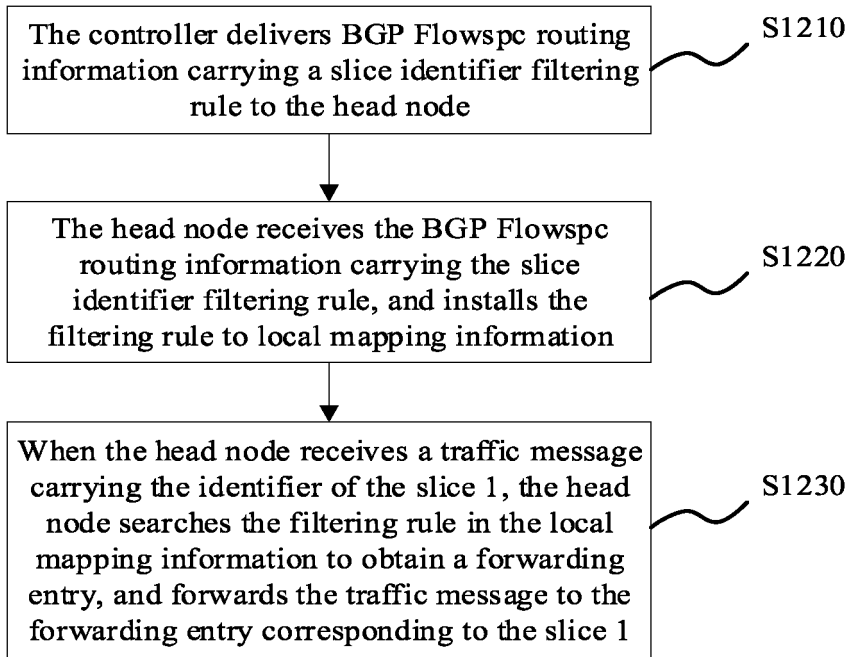 The controller delivers BGP Flowspc routing
information carrying a slice identifier filtering
rule to the head node
S1210
The head node receives the BGP Flowspc
routing information carrying the slice
identifier filtering rule, and installs the
filtering rule to local mapping information
S1220
When the head node receives a traffic message
carrying the identifier of the slice 1, the head
node searches the filtering rule in the local
mapping information to obtain a forwarding
entry, and forwards the traffic message to the
forwarding entry corresponding to the slice 1
S1230